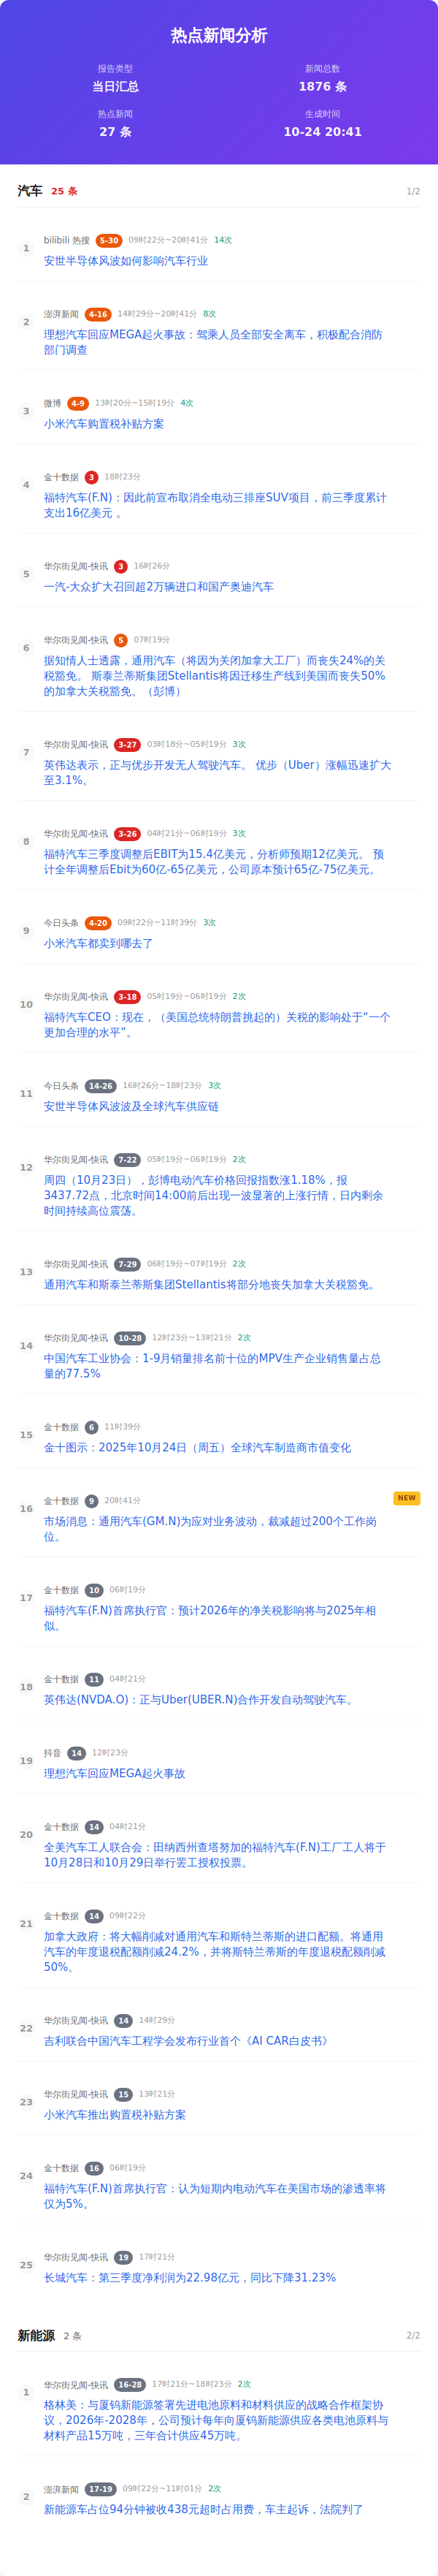 热点新闻分析
报告类型
新闻总数
当日汇总
1876 条
热点新闻
生成时间
27 条
10-24 20:41
汽车 25 条 1/2
1
bilibili 热搜 5-30 09时22分~20时41分 14次
安世半导体风波如何影响汽车行业
2
澎湃新闻 4-16 14时29分~20时41分 8次
理想汽车回应MEGA起火事故：驾乘人员全部安全离车，积极配合消防
部门调查
3
微博 4-9 13时20分~15时19分 4次
小米汽车购置税补贴方案
4
金十数据 3 18时23分
福特汽车(F.N)：因此前宣布取消全电动三排座SUV项目，前三季度累计
支出16亿美元 。
5
华尔街见闻-快讯 3 16时26分
一汽-大众扩大召回超2万辆进口和国产奥迪汽车
6
华尔街见闻-快讯 5 07时19分
据知情人士透露，通用汽车（将因为关闭加拿大工厂）而丧失24%的关
税豁免。 斯泰兰蒂斯集团Stellantis将因迁移生产线到美国而丧失50%
的加拿大关税豁免。（彭博）
7
华尔街见闻-快讯 3-27 03时18分~05时19分 3次
英伟达表示，正与优步开发无人驾驶汽车。 优步（Uber）涨幅迅速扩大
至3.1%。
8
华尔街见闻-快讯 3-26 04时21分~06时19分 3次
福特汽车三季度调整后EBIT为15.4亿美元，分析师预期12亿美元。 预
计全年调整后Ebit为60亿-65亿美元，公司原本预计65亿-75亿美元。
9
今日头条 4-20 09时22分~11时39分 3次
小米汽车都卖到哪去了
10
华尔街见闻-快讯 3-18 05时19分~06时19分 2次
福特汽车CEO：现在，（美国总统特朗普挑起的）关税的影响处于“一个
更加合理的水平”。
11
今日头条 14-26 16时26分~18时23分 3次
安世半导体风波波及全球汽车供应链
12
华尔街见闻-快讯 7-22 05时19分~06时19分 2次
周四（10月23日），彭博电动汽车价格回报指数涨1.18%，报
3437.72点，北京时间14:00前后出现一波显著的上涨行情，日内剩余
时间持续高位震荡。
13
华尔街见闻-快讯 7-29 06时19分~07时19分 2次
通用汽车和斯泰兰蒂斯集团Stellantis将部分地丧失加拿大关税豁免。
14
华尔街见闻-快讯 10-28 12时23分~13时21分 2次
中国汽车工业协会：1-9月销量排名前十位的MPV生产企业销售量占总
量的77.5%
15
金十数据 6 11时39分
金十图示：2025年10月24日（周五）全球汽车制造商市值变化
16
金十数据 9 20时41分 NEW
市场消息：通用汽车(GM.N)为应对业务波动，裁减超过200个工作岗
位。
17
金十数据 10 06时19分
福特汽车(F.N)首席执行官：预计2026年的净关税影响将与2025年相
似。
18
金十数据 11 04时21分
英伟达(NVDA.O)：正与Uber(UBER.N)合作开发自动驾驶汽车。
19
抖音 14 12时23分
理想汽车回应MEGA起火事故
20
金十数据 14 04时21分
全美汽车工人联合会：田纳西州查塔努加的福特汽车(F.N)工厂工人将于
10月28日和10月29日举行罢工授权投票。
21
金十数据 14 09时22分
加拿大政府：将大幅削减对通用汽车和斯特兰蒂斯的进口配额。将通用
汽车的年度退税配额削减24.2%，并将斯特兰蒂斯的年度退税配额削减
50%。
22
华尔街见闻-快讯 14 14时29分
吉利联合中国汽车工程学会发布行业首个《AI CAR白皮书》
23
华尔街见闻-快讯 15 13时21分
小米汽车推出购置税补贴方案
24
金十数据 16 06时19分
福特汽车(F.N)首席执行官：认为短期内电动汽车在美国市场的渗透率将
仅为5%。
25
华尔街见闻-快讯 19 17时21分
长城汽车：第三季度净利润为22.98亿元，同比下降31.23%
新能源 2 条 2/2
1
华尔街见闻-快讯 16-28 17时21分~18时23分 2次
格林美：与厦钨新能源签署先进电池原料和材料供应的战略合作框架协
议，2026年-2028年，公司预计每年向厦钨新能源供应各类电池原料与
材料产品15万吨，三年合计供应45万吨。
2
澎湃新闻 17-19 09时22分~11时01分 2次
新能源车占位94分钟被收438元超时占用费，车主起诉，法院判了